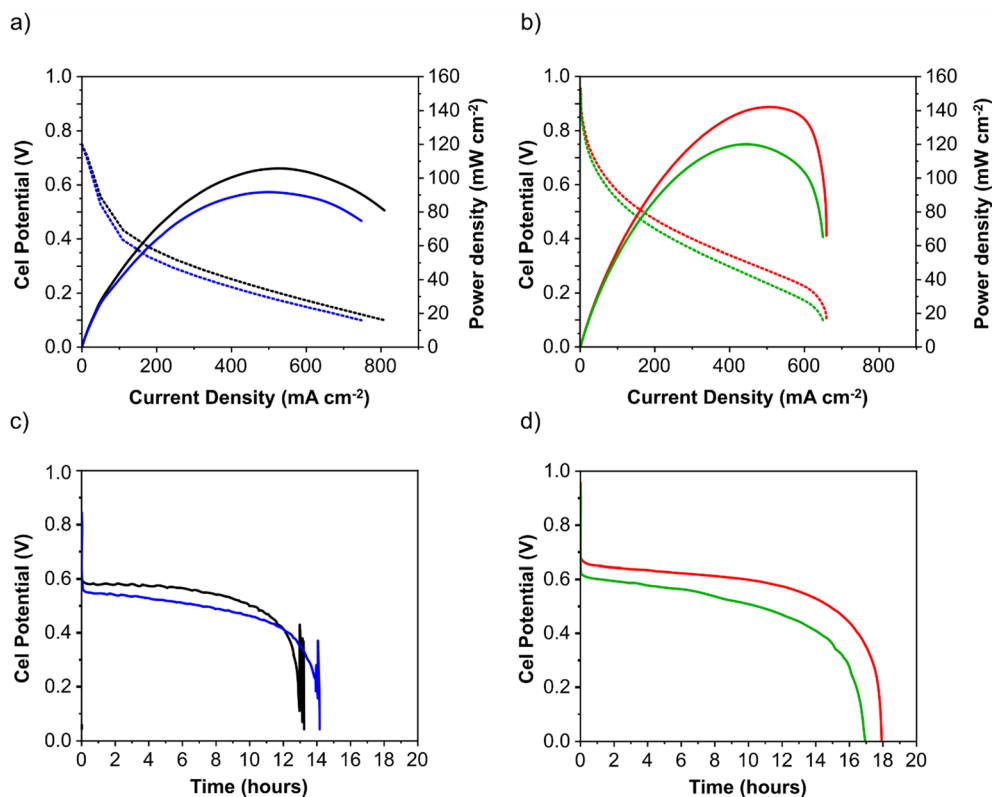 a)
1.0
0.8
0.6
0.4
0.2
0.0
Cel Potential (V)
160
140
120
100
80
60
40
20
0
Power density (mW cm-2)
0 200 400 600 800
Current Density (mA cm-2)
b)
1.0
0.8
0.6
0.4
0.2
0.0
Cel Potential (V)
160
140
120
100
80
60
40
20
0
Power density (mW cm-2)
0 200 400 600 800
Current Density (mA cm-2)
c)
1.0
0.8
0.6
0.4
0.2
0.0
Cel Potential (V)
0 2 4 6 8 10 12 14 16 18 20
Time (hours)
d)
1.0
0.8
0.6
0.4
0.2
0.0
Cel Potential (V)
0 2 4 6 8 10 12 14 16 18 20
Time (hours)